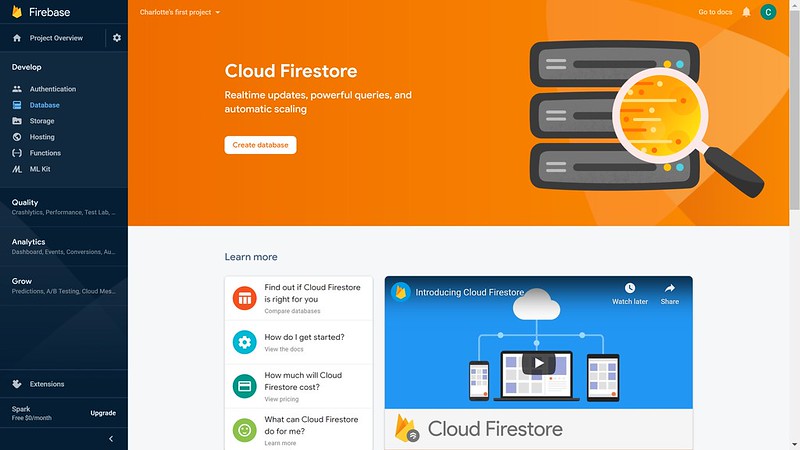 Firebase
Charlotte's first project
Go to docs
C
Project Overview
Develop
Authentication
Database
Storage
Hosting
Functions
ML Kit
Quality
Crashlytics, Performance, Test Lab, ...
Analytics
Dashboard, Events, Conversions, Au...
Grow
Predictions, A/B Testing, Cloud Mes...
Extensions
Spark
Free $0/month
Upgrade
Cloud Firestore
Realtime updates, powerful queries, and
automatic scaling
Create database
Learn more
Find out if Cloud Firestore
is right for you
Compare databases
How do I get started?
View the docs
How much will Cloud
Firestore cost?
View pricing
What can Cloud Firestore
do for me?
Learn more
Introducing Cloud Firestore
Watch later
Share
Cloud Firestore